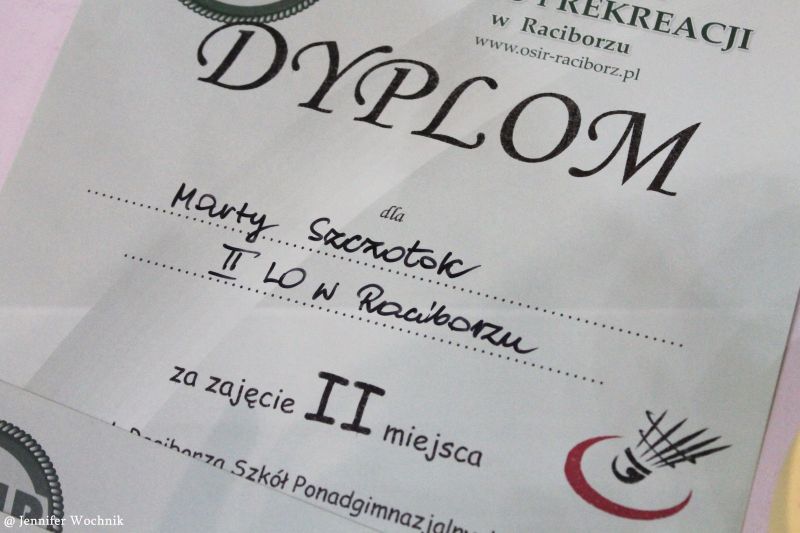 REKREACJI
w Raciborzu
www.osir-raciborz.pl
DYPLOM
dla
Marty Szczotok
II LO w Raciborzu
za zajęcie II miejsca
Raciborza Szkół Ponadgimnazjalnych
@ Jennifer Wochnik